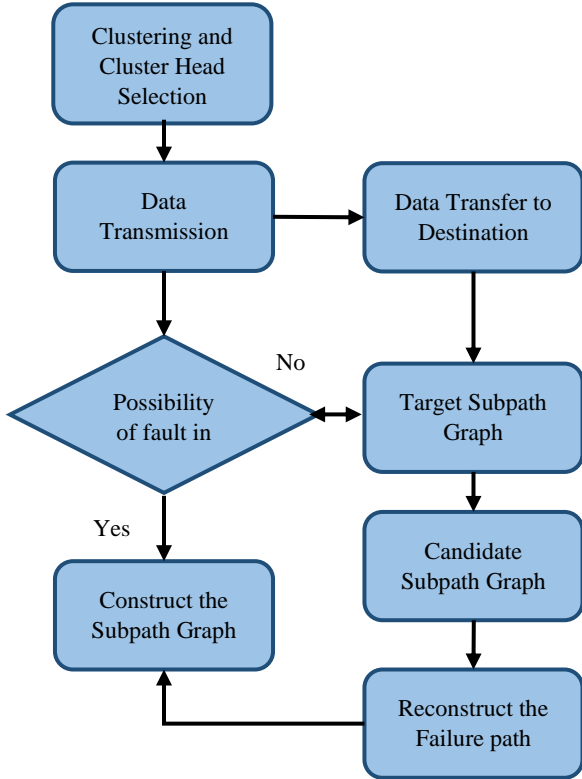 Clustering and
Cluster Head
Selection
Data
Transmission
Data Transfer to
Destination
No
Possibility
of fault in
Target Subpath
Graph
Yes
Candidate
Subpath Graph
Construct the
Subpath Graph
Reconstruct the
Failure path